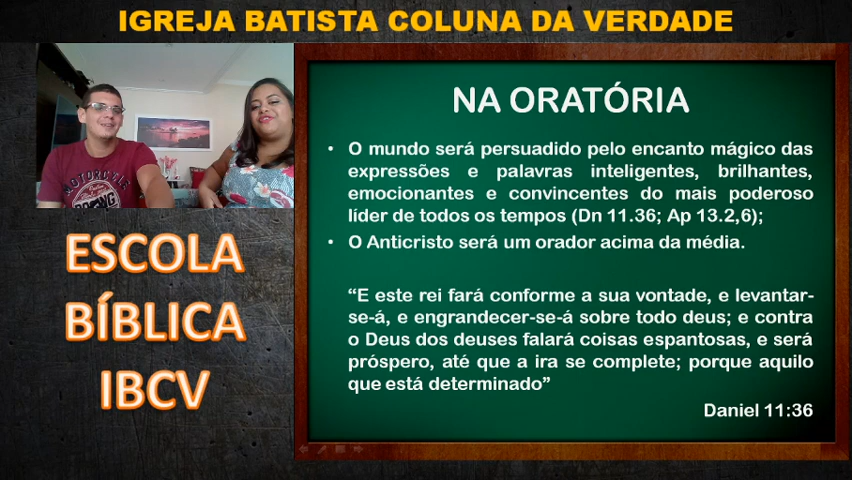 IGREJA BATISTA COLUNA DA VERDADE
MOTORCYCLE
ESCOLA
BÍBLICA
IBCV
NA ORATÓRIA
• O mundo será persuadido pelo encanto mágico das
expressões e palavras inteligentes, brilhantes,
emocionantes e convincentes do mais poderoso
líder de todos os tempos (Dn 11.36; Ap 13.2,6);
• O Anticristo será um orador acima da média.
“E este rei fará conforme a sua vontade, e levantar-
se-á, e engrandecer-se-á sobre todo deus; e contra
o Deus dos deuses falará coisas espantosas, e será
próspero, até que a ira se complete; porque aquilo
que está determinado”
Daniel 11:36